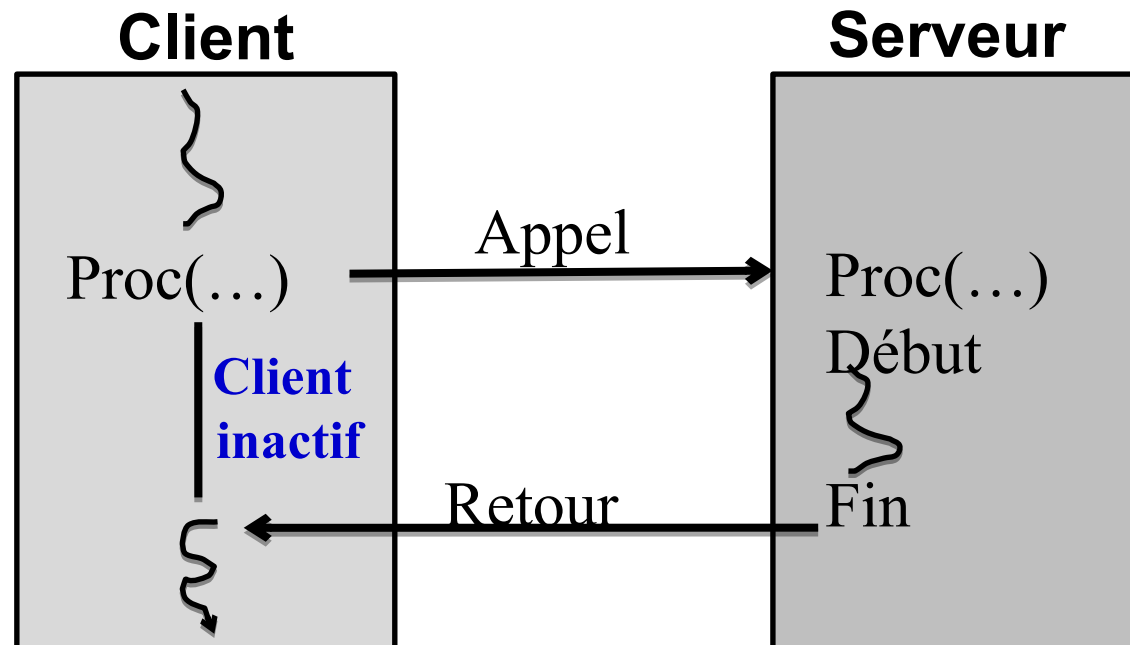 Client
Serveur
Appel
Proc(…)
Proc(…)
Début
Client
inactif
Retour
Fin